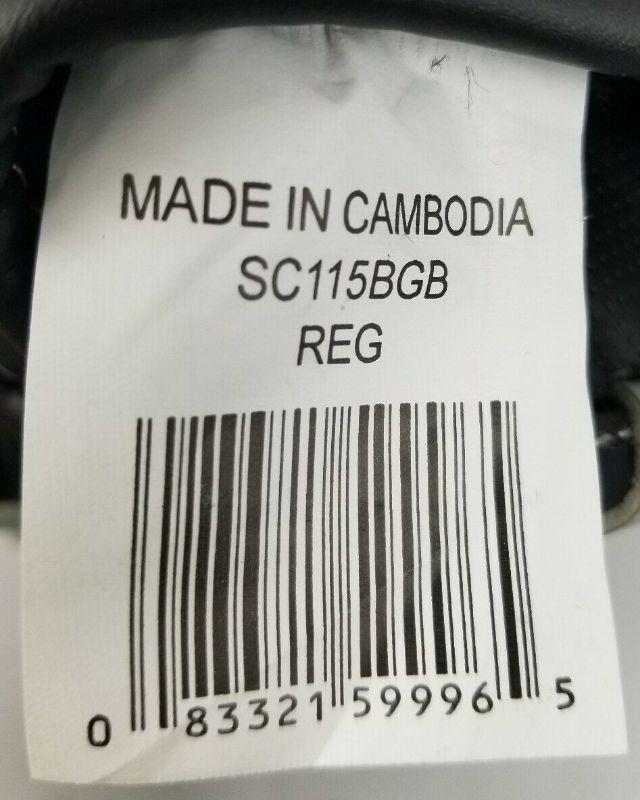 MADE IN CAMBODIA
SC115BGB
REG
0 83321 59996 5